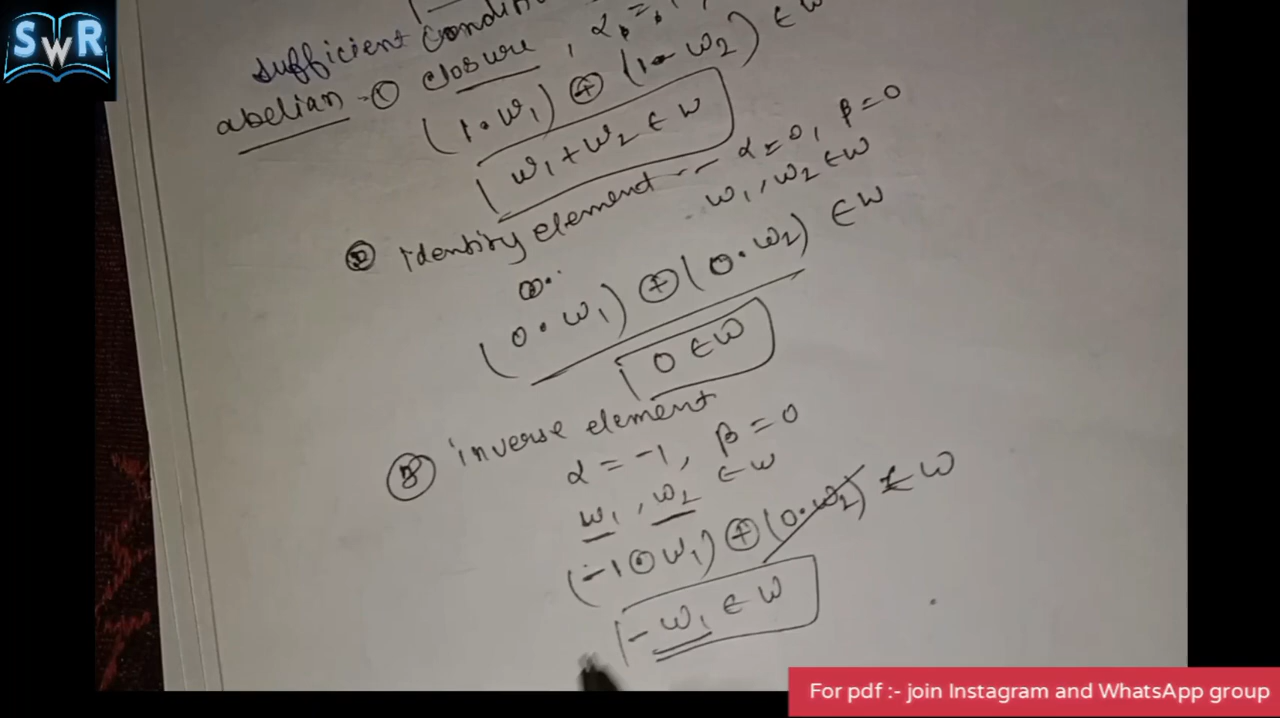 SWR
sufficient
abelian - ① closure ,
(1 • w₁) ⊕ (1 • w₂) ∈ W
w₁ + w₂ ∈ W
② identity element -- α = 0, β = 0
w₁, w₂ ∈ W
(0 • w₁) ⊕ (0 • w₂) ∈ W
0 ∈ W
③ inverse element
α = -1, β = 0
w₁, w₂ ∈ W
(-1 ⊙ w₁) ⊕ (0 • w₂) ∈ W
-w₁ ∈ W
For pdf :- join Instagram and WhatsApp group